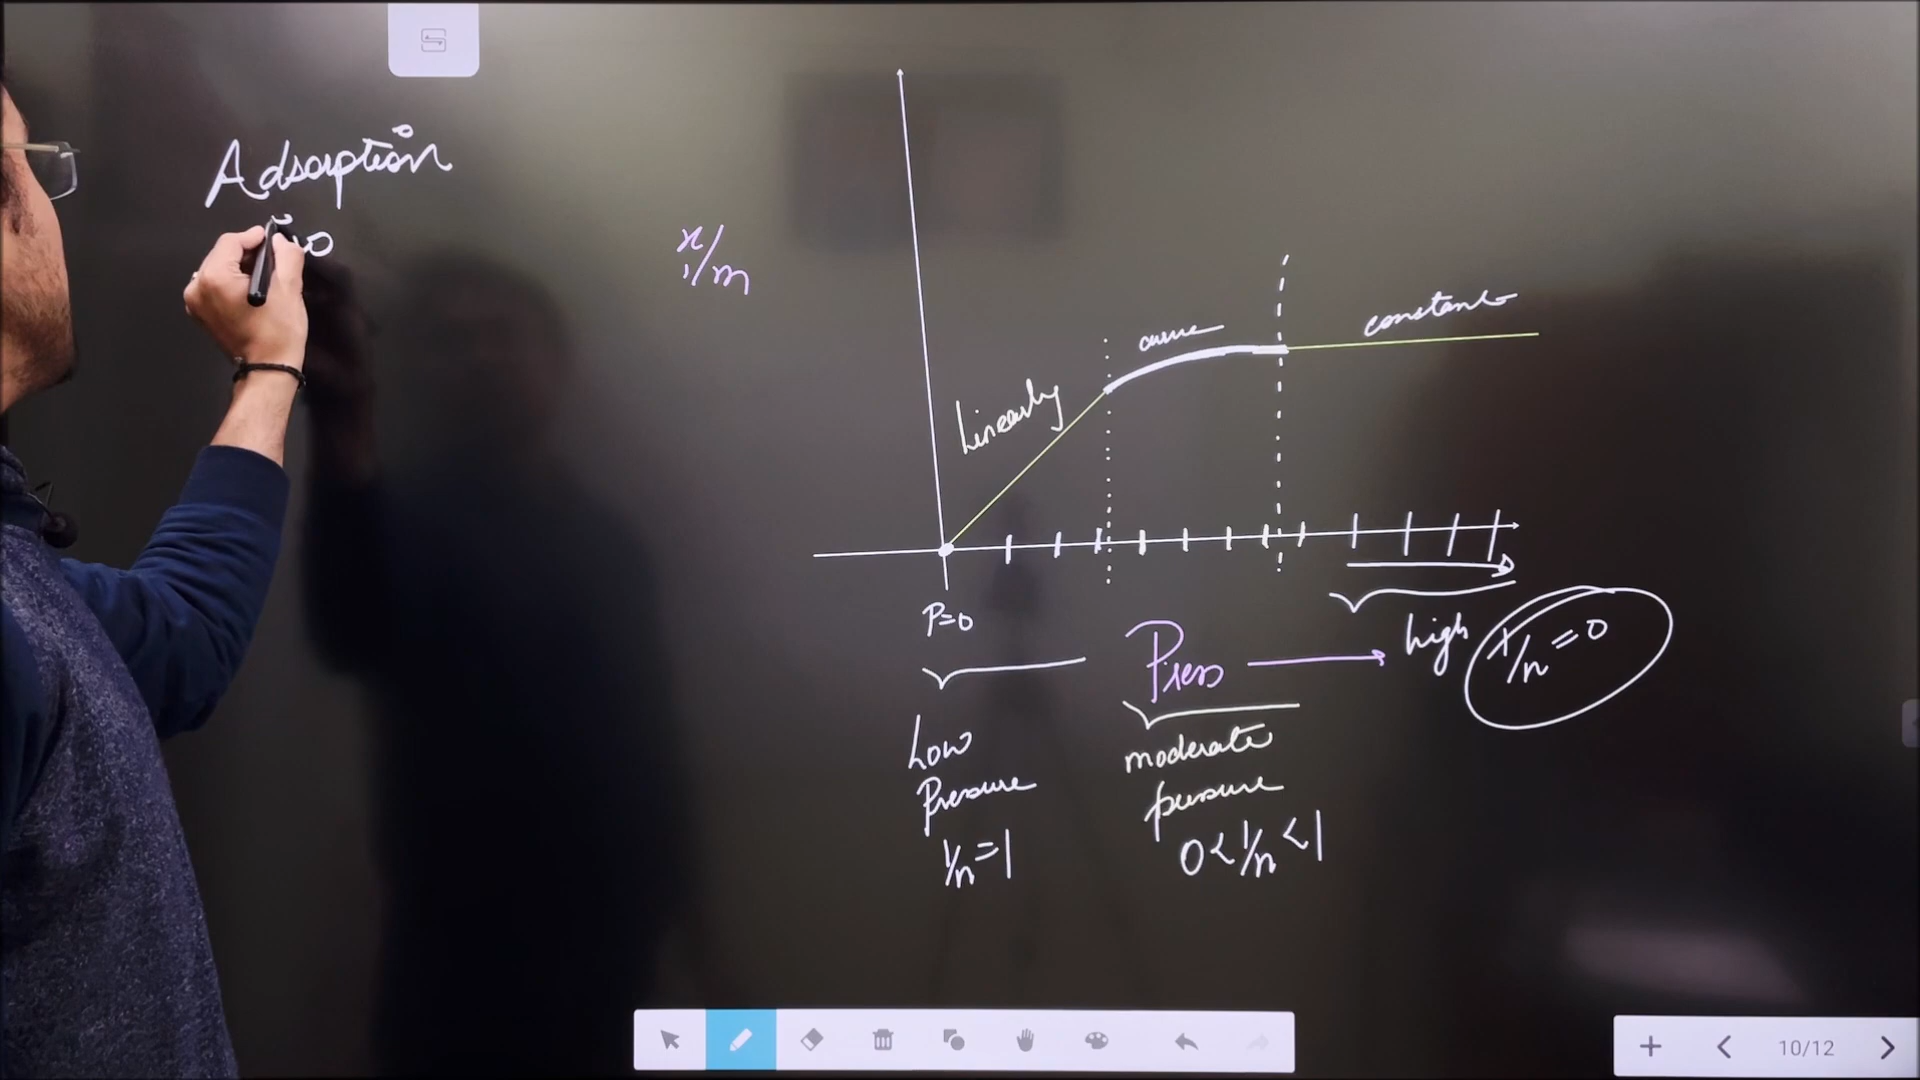 Adsorption
x/m
Linearly
curve
constant
P=0
Press
high
1/n=0
Low
Pressure
1/n=1
moderate
pressure
0<1/n<1
10/12